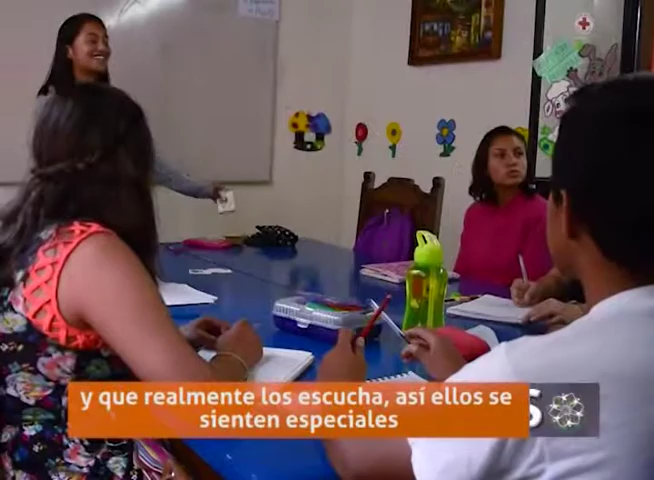 y que realmente los escucha, así ellos se
sienten especiales
S